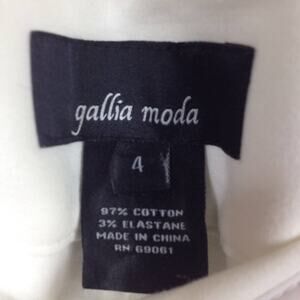 gallia moda
4
97% COTTON
3% ELASTANE
MADE IN CHINA
RN 69061